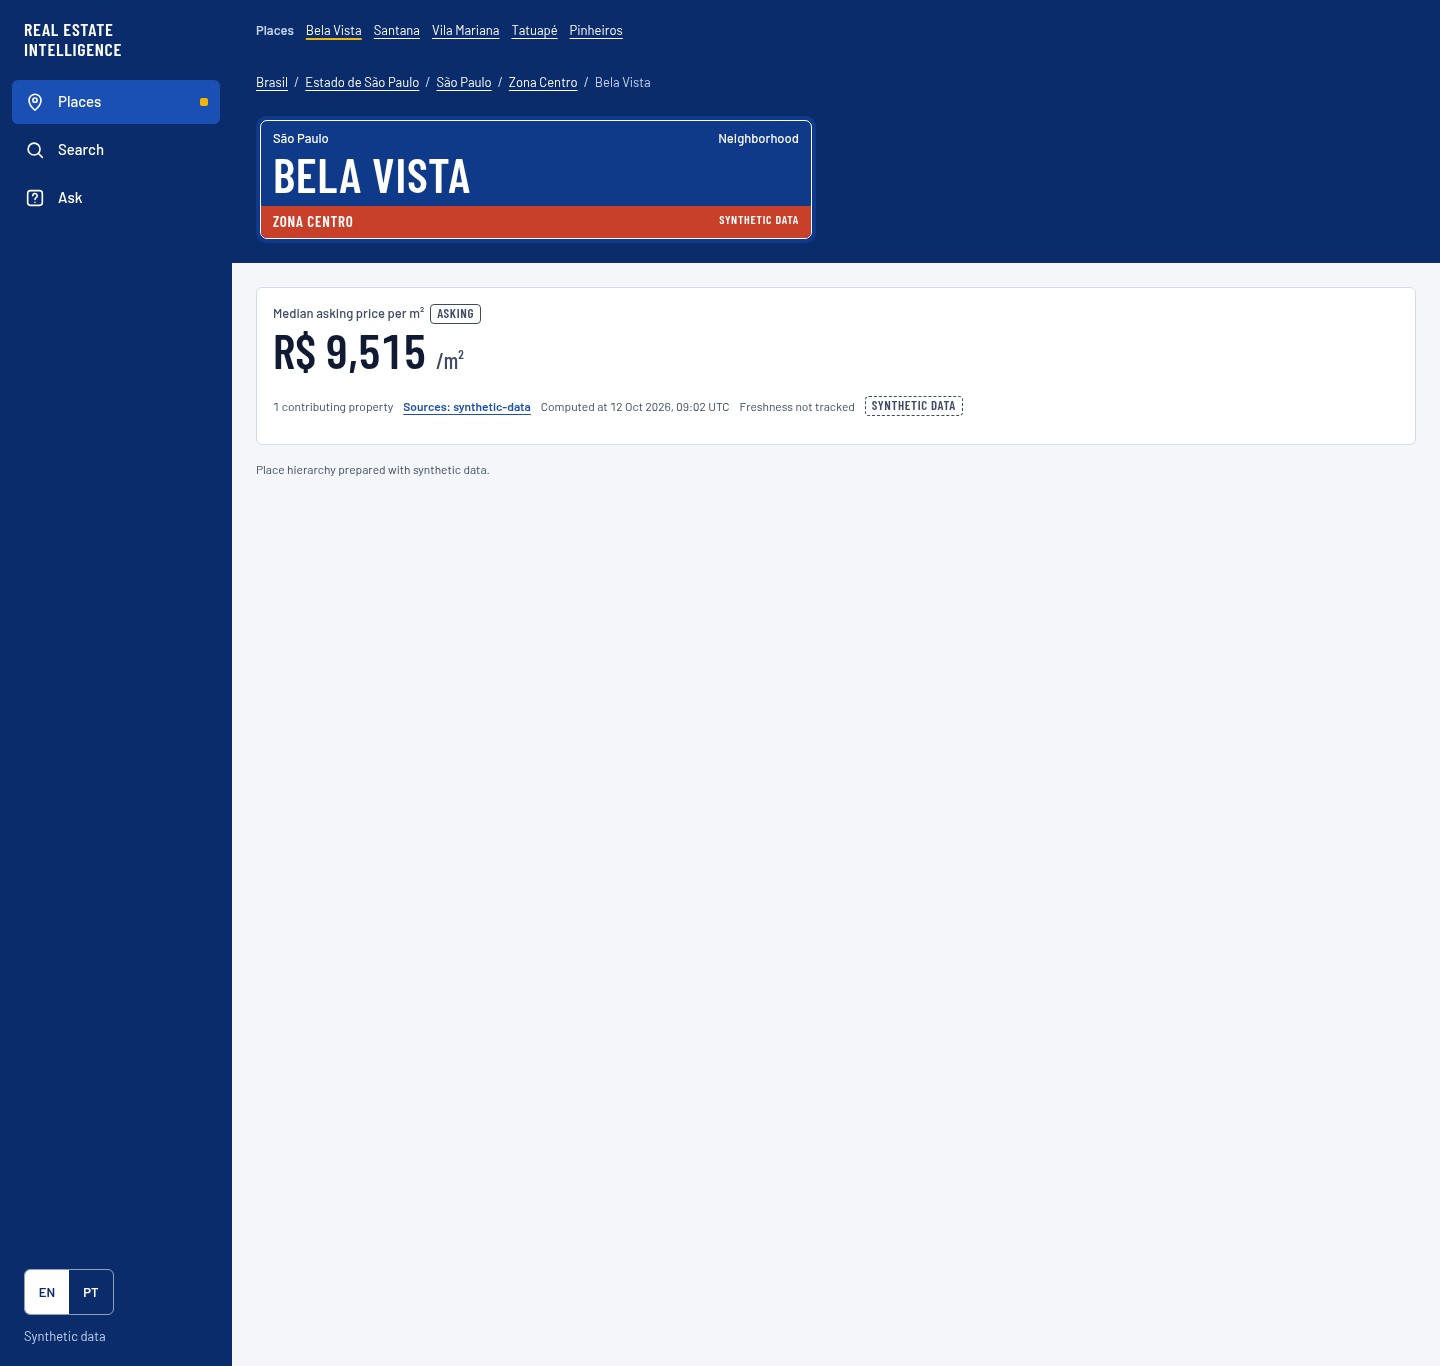 REAL ESTATE
INTELLIGENCE
Places
Search
Ask
Places Bela Vista Santana Vila Mariana Tatuapé Pinheiros
Brasil / Estado de São Paulo / São Paulo / Zona Centro / Bela Vista
São Paulo Neighborhood
BELA VISTA
ZONA CENTRO SYNTHETIC DATA
Median asking price per m² ASKING
R$ 9,515 /m²
1 contributing property Sources: synthetic-data Computed at 12 Oct 2026, 09:02 UTC Freshness not tracked SYNTHETIC DATA
Place hierarchy prepared with synthetic data.
EN PT
Synthetic data